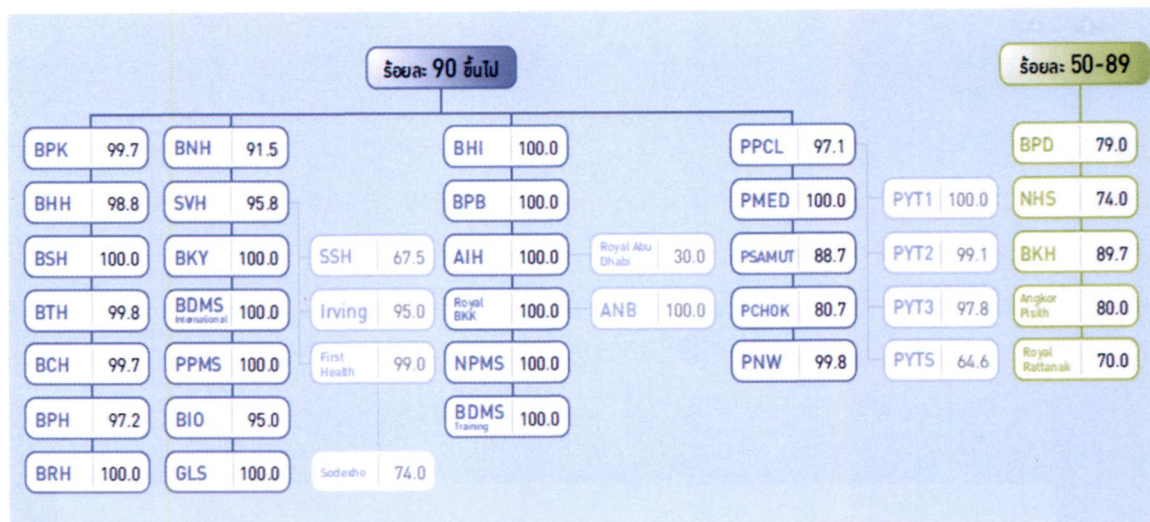 ร้อยละ 90 ขึ้นไป
ร้อยละ 50-89
BPK 99.7
BHH 98.8
BSH 100.0
BTH 99.8
BCH 99.7
BPH 97.2
BRH 100.0
BNH 91.5
SVH 95.8
BKY 100.0
BDMS 100.0
International
PPMS 100.0
BIO 95.0
GLS 100.0
SSH 67.5
Irving 95.0
First
Health 99.0
Sodexho 74.0
BHI 100.0
BPB 100.0
AIH 100.0
Royal
BKK 100.0
NPMS 100.0
BDMS 100.0
Training
Royal Abu
Dhabi 30.0
ANB 100.0
PPCL 97.1
PMED 100.0
PSAMUT 88.7
PCHOK 80.7
PNW 99.8
PYT1 100.0
PYT2 99.1
PYT3 97.8
PYTS 64.6
BPD 79.0
NHS 74.0
BKH 89.7
Angkor
Pisith 80.0
Royal
Rattanak 70.0